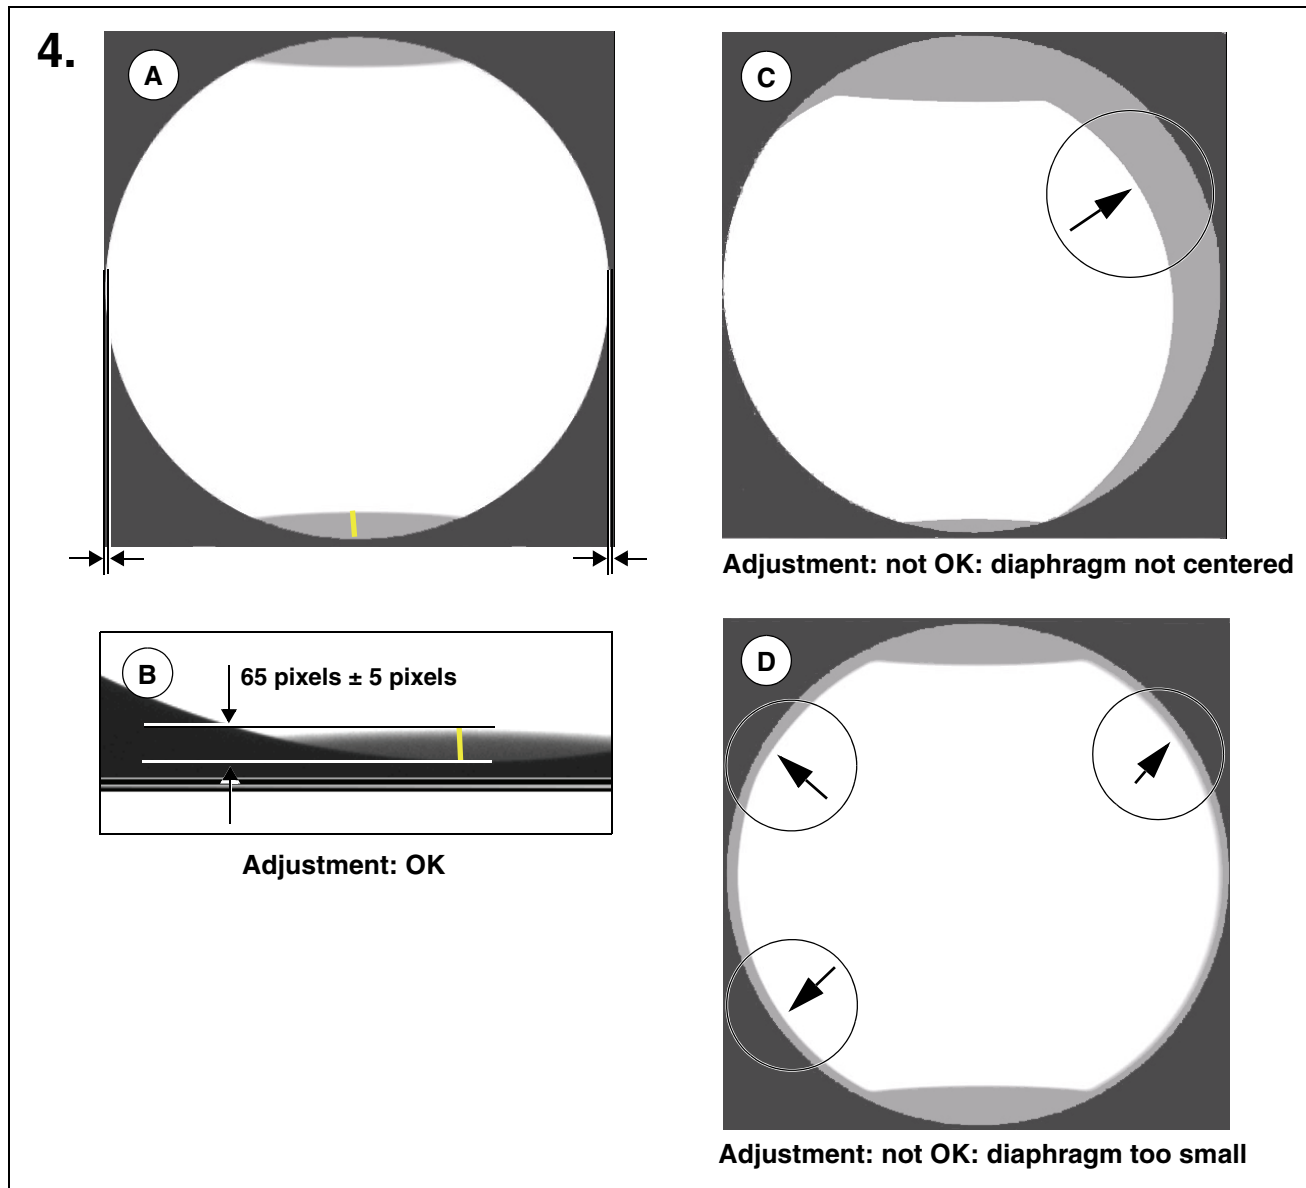 4.
A
C
Adjustment: not OK: diaphragm not centered
B
65 pixels ± 5 pixels
Adjustment: OK
D
Adjustment: not OK: diaphragm too small